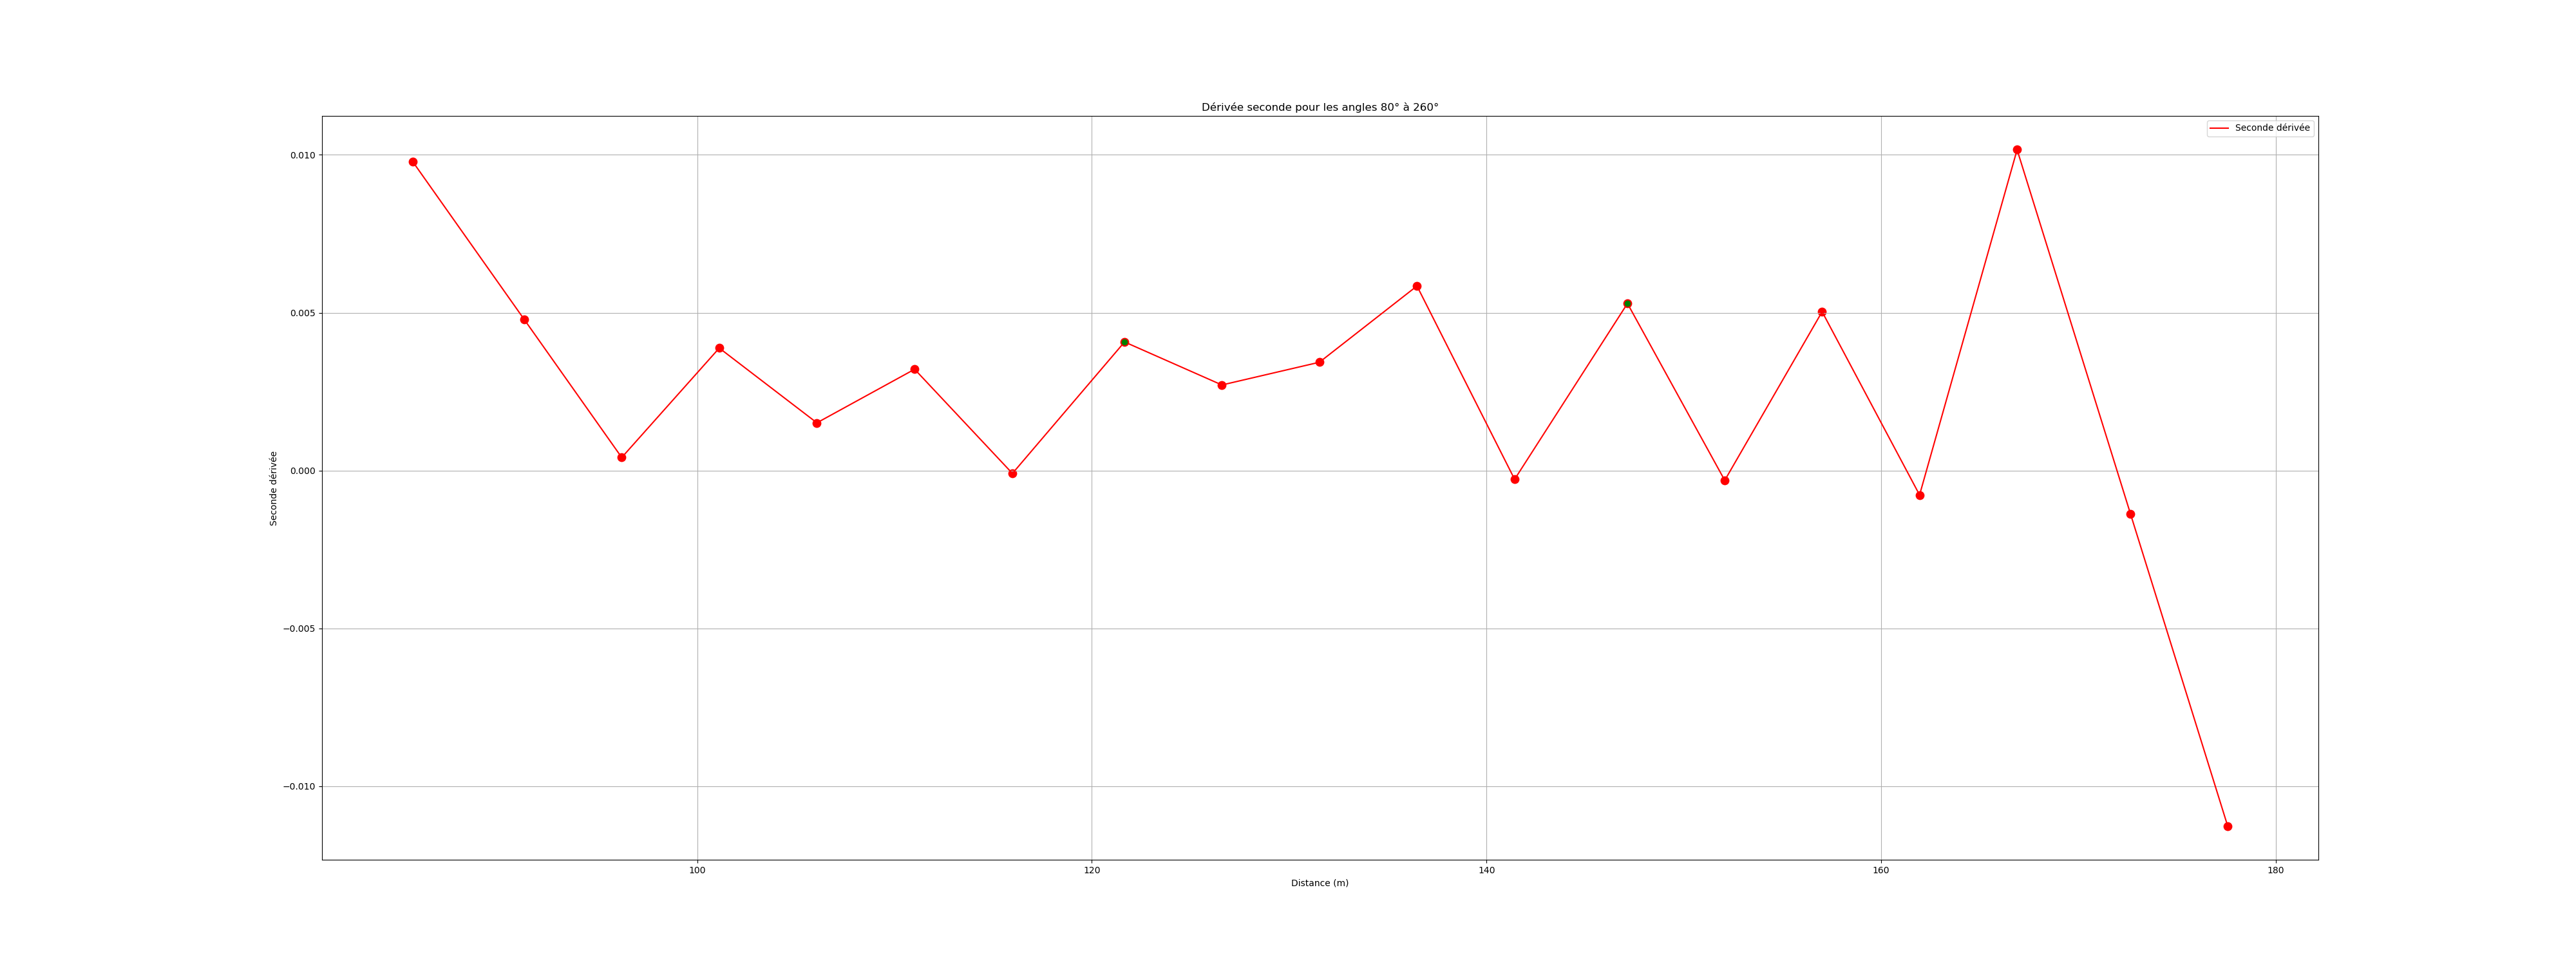 Dérivée seconde pour les angles 80° à 260°
Seconde dérivée
0.010
0.005
0.000
−0.005
−0.010
Seconde dérivée
100
120
140
160
180
Distance (m)